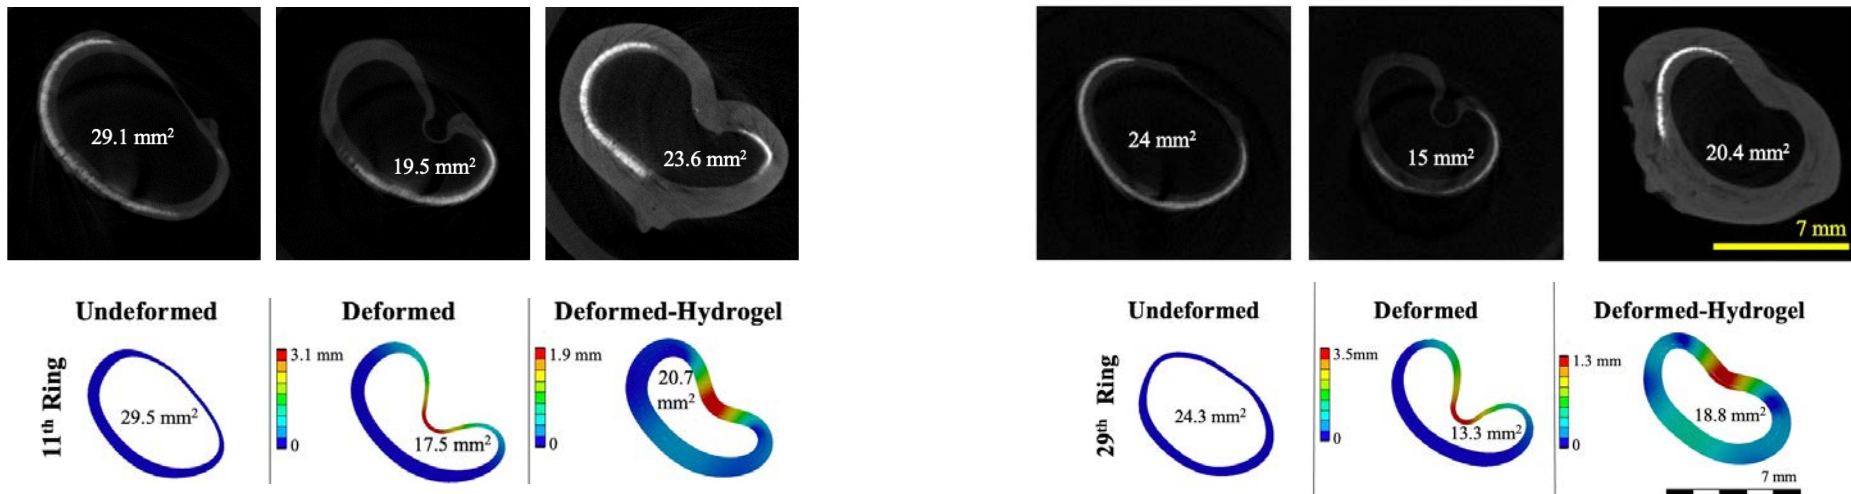 29.1 mm²
19.5 mm²
23.6 mm²
24 mm²
15 mm²
20.4 mm²
7 mm
Undeformed
Deformed
Deformed-Hydrogel
11th Ring
29.5 mm²
3.1 mm
0
17.5 mm²
1.9 mm
0
20.7
mm²
Undeformed
Deformed
Deformed-Hydrogel
29th Ring
24.3 mm²
3.5mm
0
13.3 mm²
1.3 mm
0
18.8 mm²
7 mm